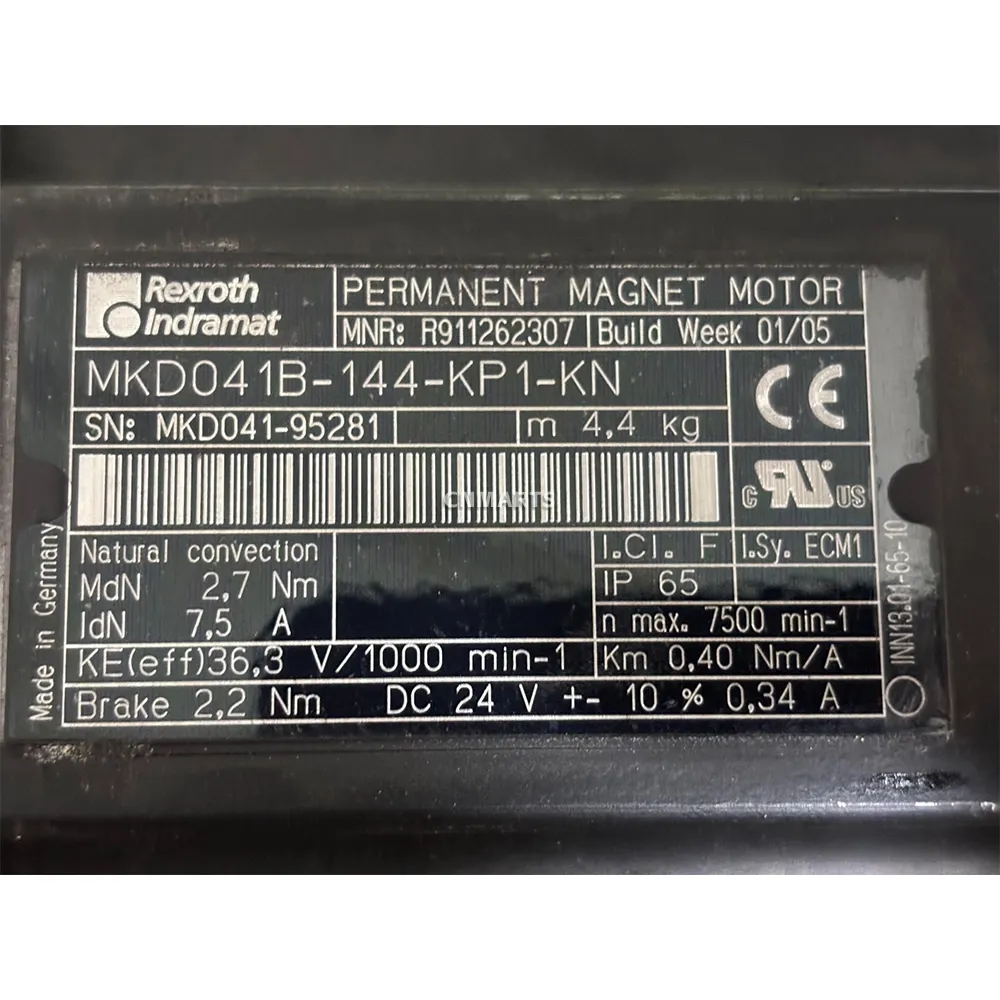 Rexroth
Indramat
PERMANENT MAGNET MOTOR
MNR: R911262307
Build Week 01/05
MKD041B-144-KP1-KN
CE
SN: MKD041-95281
m 4,4 kg
CNMARTS
C RU® US
Natural convection
MdN 2,7 Nm
IdN 7,5 A
I.Cl. F
I.Sy. ECM1
IP 65
n max. 7500 min-1
KE(eff)36,3 V/1000 min-1
Km 0,40 Nm/A
Brake 2,2 Nm DC 24 V +- 10 % 0,34 A
Made in Germany
INN13.01-65-10